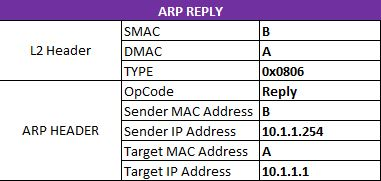 ARP REPLY
L2 Header
SMAC B
DMAC A
TYPE 0x0806
ARP HEADER
OpCode Reply
Sender MAC Address B
Sender IP Address 10.1.1.254
Target MAC Address A
Target IP Address 10.1.1.1